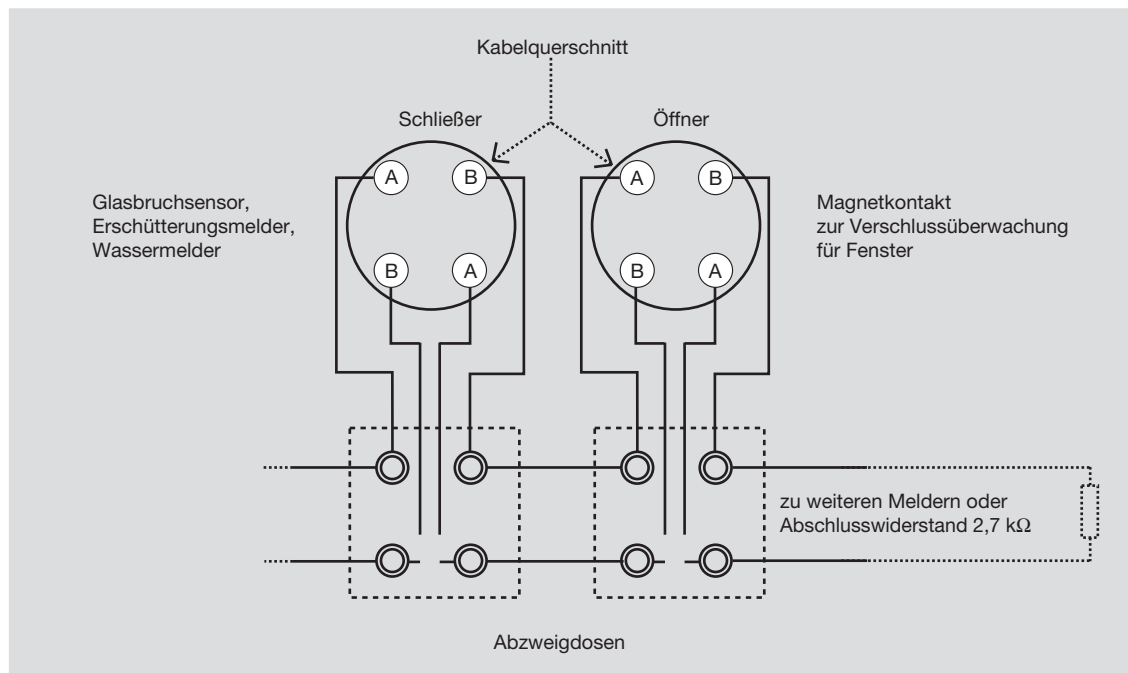 Kabelquerschnitt
Schließer
Öffner
A B
A B
Glasbruchsensor,
Erschütterungsmelder,
Wassermelder
Magnetkontakt
zur Verschlussüberwachung
für Fenster
B A
B A
zu weiteren Meldern oder
Abschlusswiderstand 2,7 kΩ
Abzweigdosen